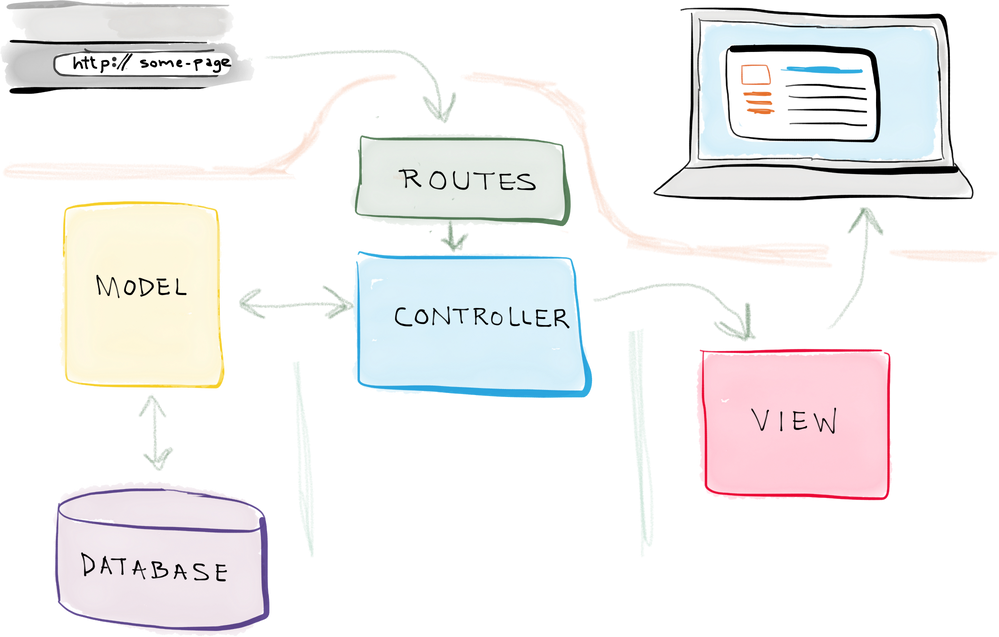 http:// some-page
ROUTES
MODEL
CONTROLLER
VIEW
DATABASE